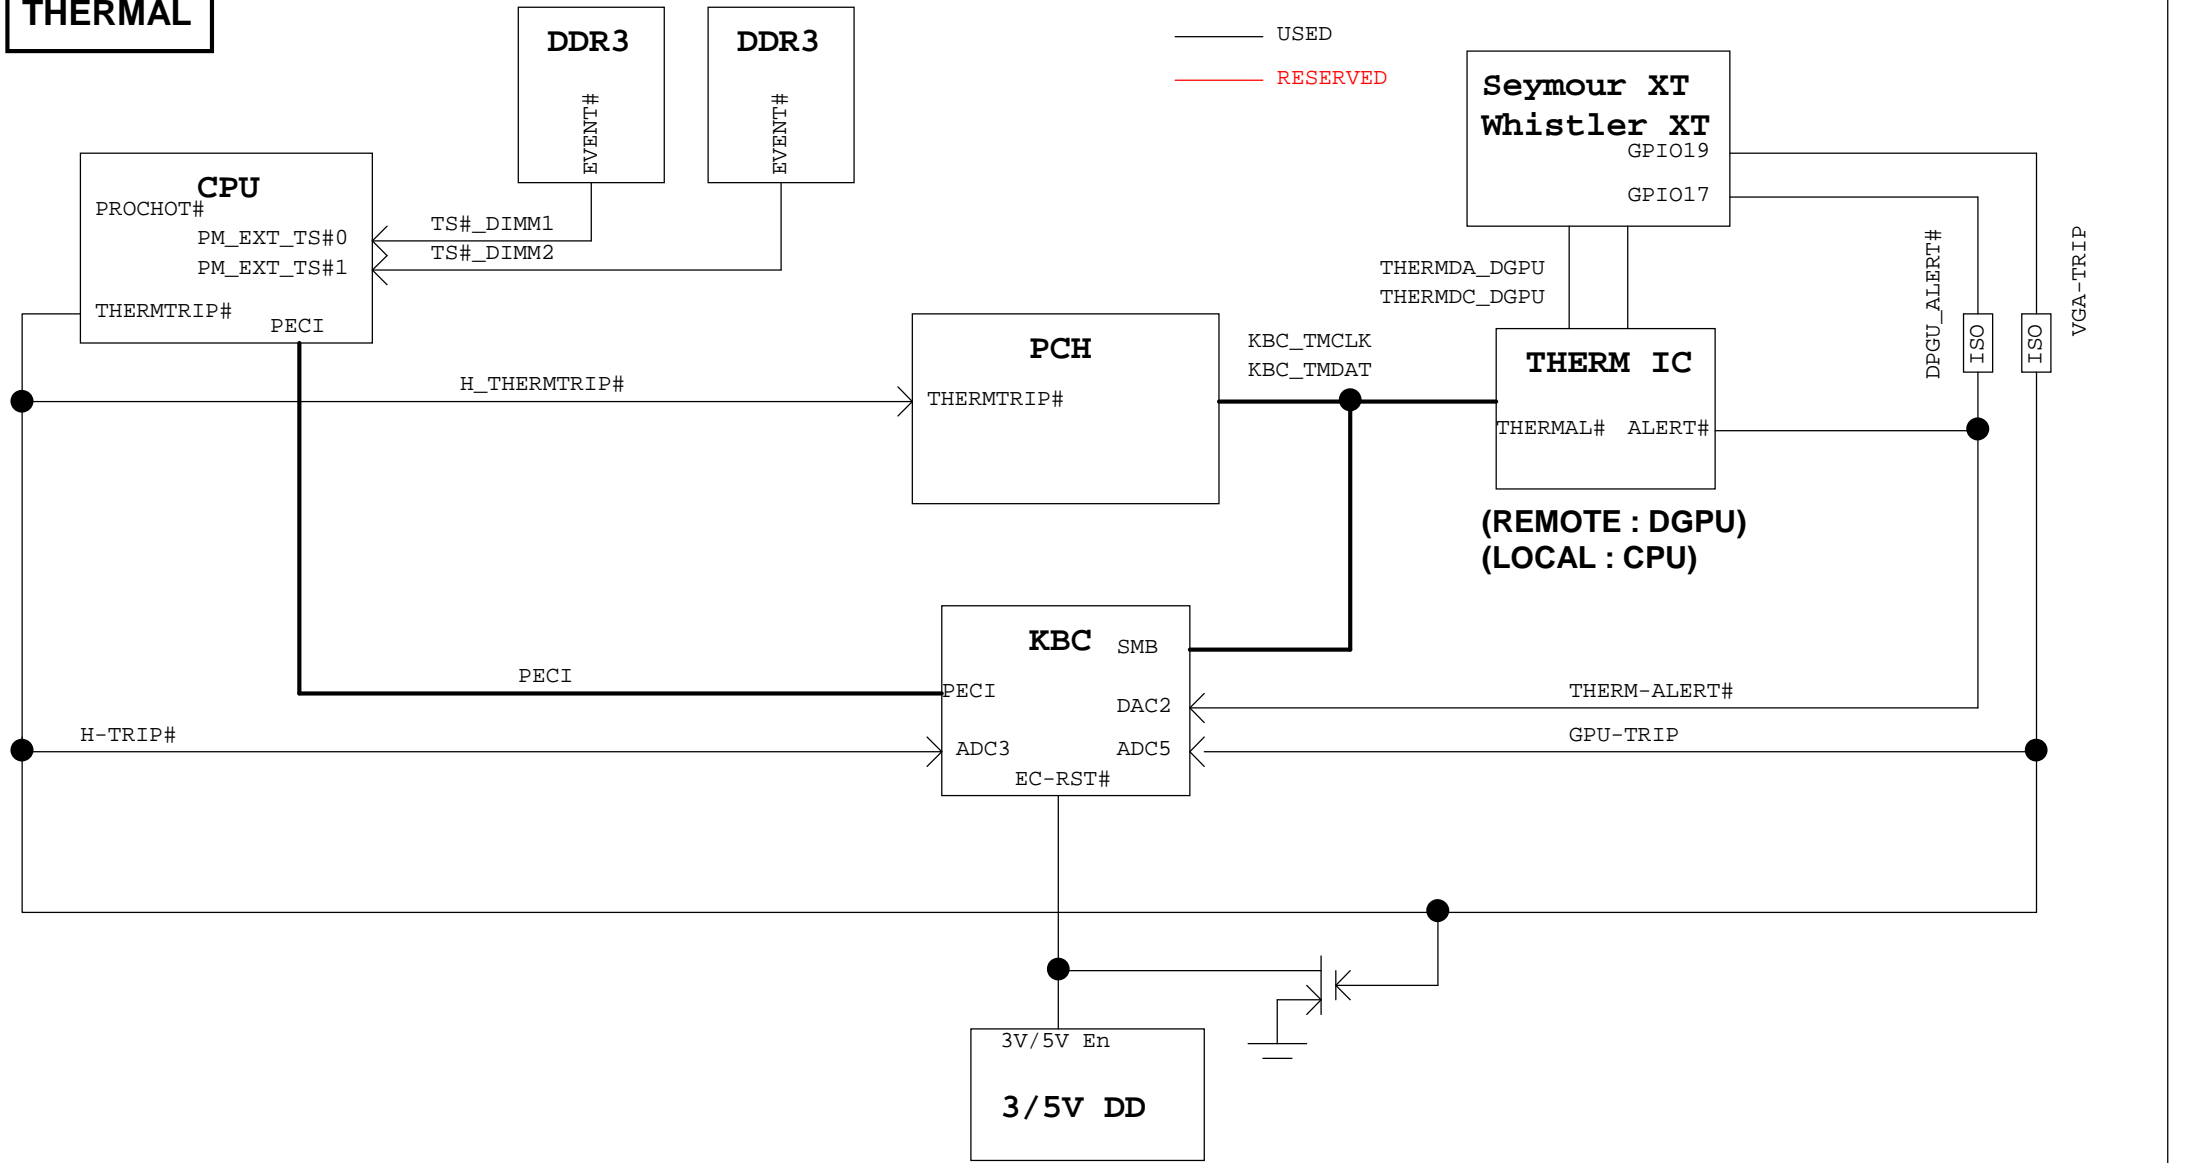 THERMAL
DDR3
EVENT#
DDR3
EVENT#
USED
RESERVED
Seymour XT
Whistler XT
GPIO19
GPIO17
CPU
PROCHOT#
PM_EXT_TS#0
PM_EXT_TS#1
THERMTRIP#
PECI
TS#_DIMM1
TS#_DIMM2
THERMDA_DGPU
THERMDC_DGPU
DPGU_ALERT#
ISO
ISO
VGA-TRIP
H_THERMTRIP#
PCH
THERMTRIP#
KBC_TMCLK
KBC_TMDAT
THERM IC
THERMAL# ALERT#
(REMOTE : DGPU)
(LOCAL : CPU)
PECI
H-TRIP#
KBC
SMB
PECI
DAC2
ADC3
ADC5
EC-RST#
THERM-ALERT#
GPU-TRIP
3V/5V En
3/5V DD